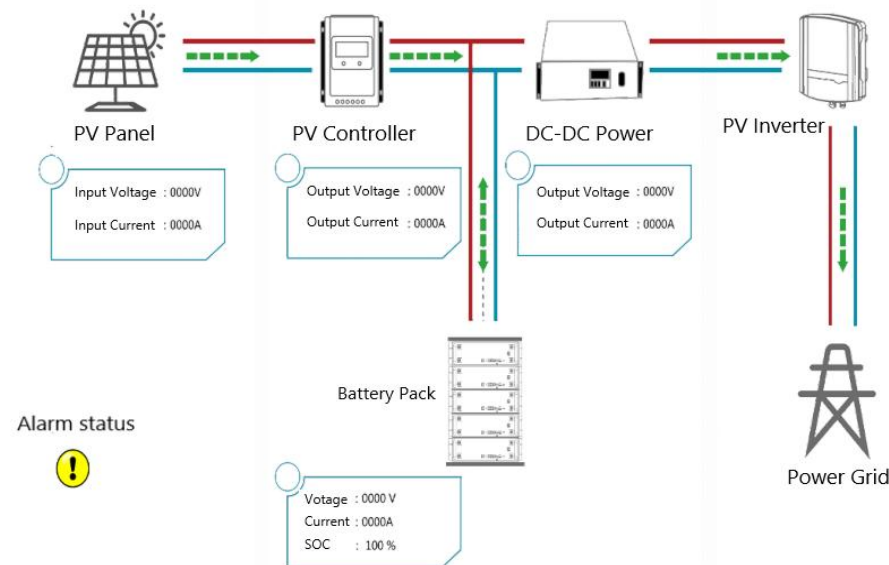 PV Panel
PV Controller
DC-DC Power
PV Inverter
Input Voltage : 0000V
Input Current : 0000A
Output Voltage : 0000V
Output Current : 0000A
Output Voltage : 0000V
Output Current : 0000A
Battery Pack
Alarm status
!
Power Grid
Votage : 0000 V
Current : 0000A
SOC : 100 %